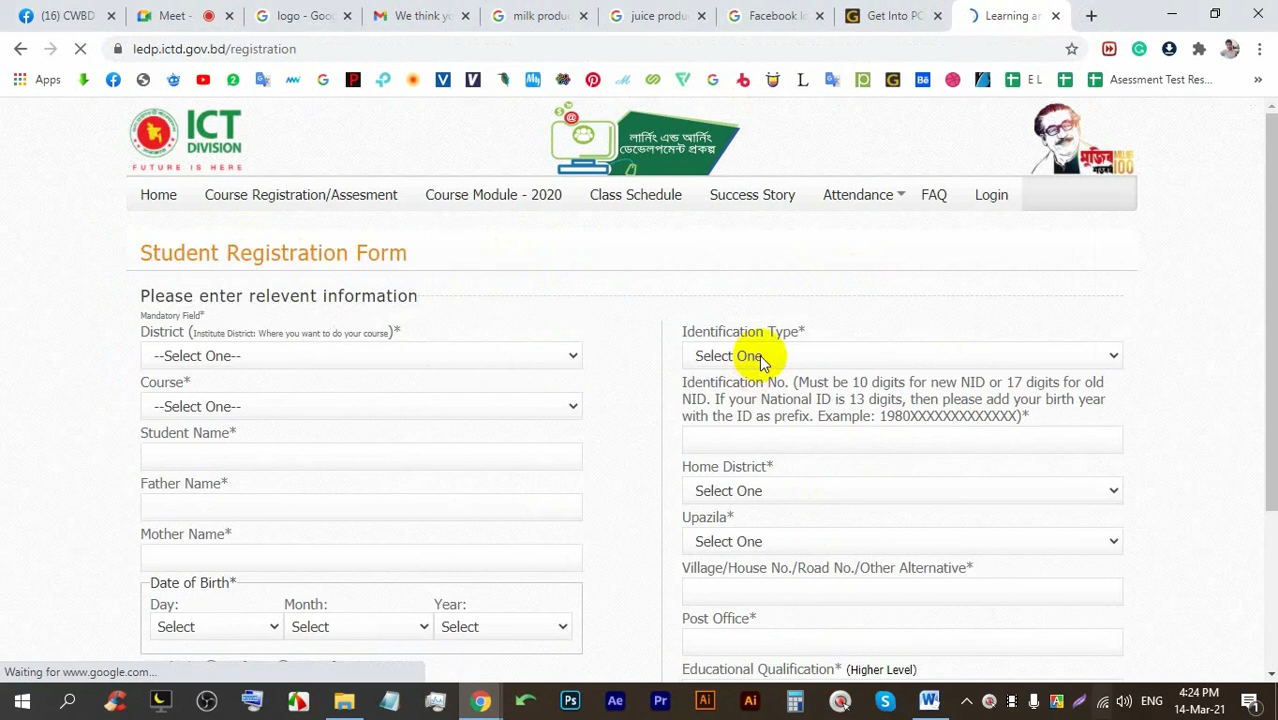 (16) CWBD
Meet -
logo - Goo
We think yo
milk produ
juice produ
Facebook lo
Get Into PC
Learning an
ledp.ictd.gov.bd/registration
Apps
E L
Asessment Test Res...
ICT
DIVISION
FUTURE IS HERE
লার্নিং এন্ড আর্নিং
ডেভেলপমেন্ট প্রকল্প
মুজিব
100
Home
Course Registration/Assesment
Course Module - 2020
Class Schedule
Success Story
Attendance
FAQ
Login
Student Registration Form
Please enter relevent information
Mandatory Field*
District (Institute District: Where you want to do your course)*
--Select One--
Course*
--Select One--
Student Name*
Father Name*
Mother Name*
Date of Birth*
Day:
Month:
Year:
Select
Select
Select
Identification Type*
Select One
Identification No. (Must be 10 digits for new NID or 17 digits for old
NID. If your National ID is 13 digits, then please add your birth year
with the ID as prefix. Example: 1980XXXXXXXXXXXXX)*
Home District*
Select One
Upazila*
Select One
Village/House No./Road No./Other Alternative*
Post Office*
Educational Qualification* (Higher Level)
Waiting for www.google.com...
ENG
4:24 PM
14-Mar-21